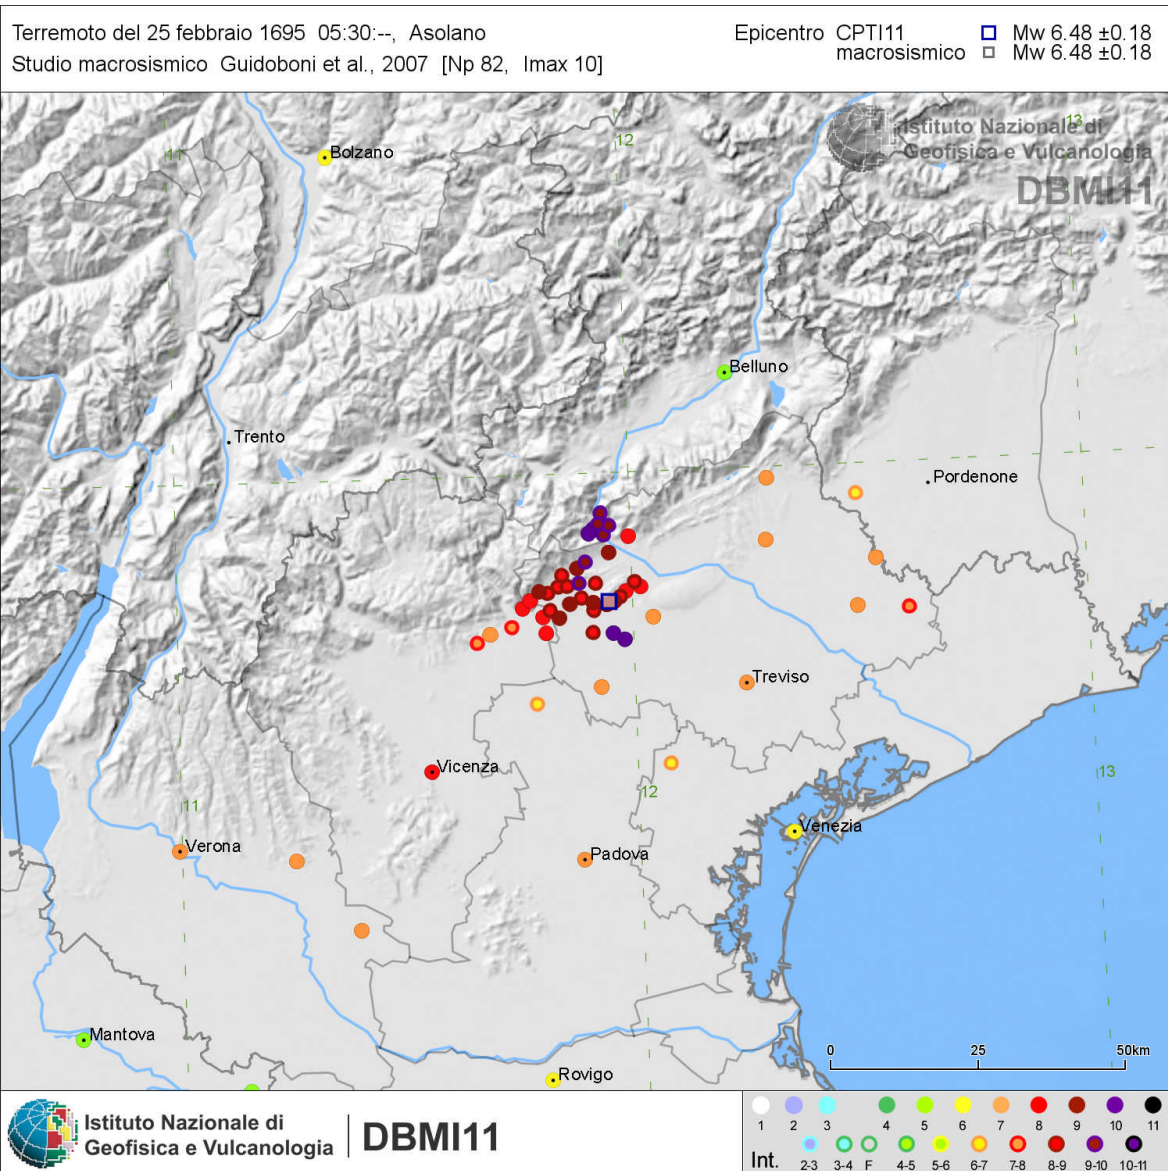 Terremoto del 25 febbraio 1695 05:30:--, Asolano
Studio macrosismico Guidoboni et al., 2007 [Np 82, Imax 10]
Epicentro CPTI11 Mw 6.48 ±0.18
macrosismico Mw 6.48 ±0.18
Istituto Nazionale di
Geofisica e Vulcanologia
DBMI11
11
12
13
Bolzano
Belluno
Trento
Pordenone
Treviso
Vicenza
13
12
11
Venezia
Verona
Padova
Mantova
Rovigo
0 25 50km
Istituto Nazionale di
Geofisica e Vulcanologia
DBMI11
1 2 3 4 5 6 7 8 9 10 11
Int. 2-3 3-4 F 4-5 5-6 6-7 7-8 8-9 9-10 10-11